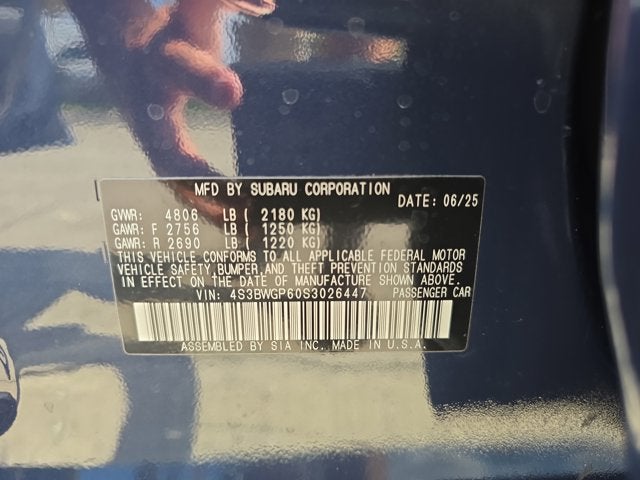 MFD BY SUBARU CORPORATION DATE: 06/25
GVWR: 4806 LB ( 2180 KG)
GAWR: F 2756 LB ( 1250 KG)
GAWR: R 2690 LB ( 1220 KG)
THIS VEHICLE CONFORMS TO ALL APPLICABLE FEDERAL MOTOR
VEHICLE SAFETY, BUMPER, AND THEFT PREVENTION STANDARDS
IN EFFECT ON THE DATE OF MANUFACTURE SHOWN ABOVE.
VIN: 4S3BWGP60S3026447 PASSENGER CAR
ASSEMBLED BY SIA INC. MADE IN U.S.A.